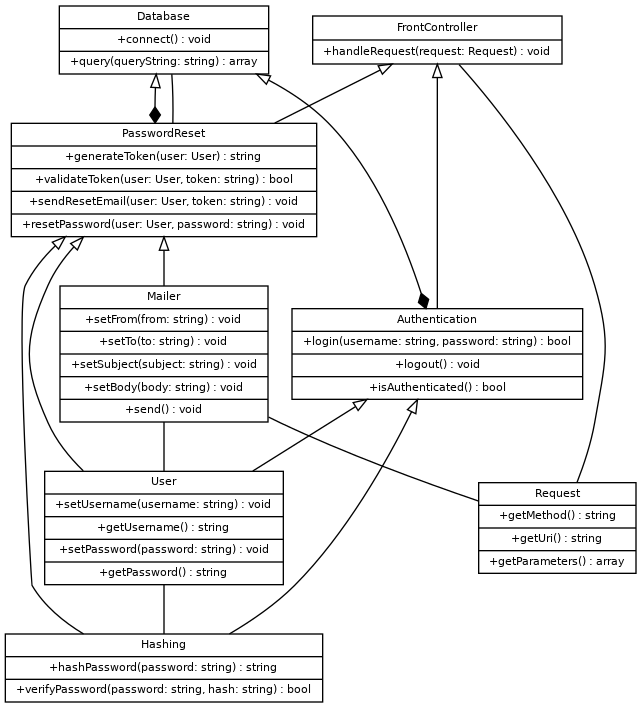 Database
+connect() : void
+query(queryString: string) : array
FrontController
+handleRequest(request: Request) : void
PasswordReset
+generateToken(user: User) : string
+validateToken(user: User, token: string) : bool
+sendResetEmail(user: User, token: string) : void
+resetPassword(user: User, password: string) : void
Mailer
+setFrom(from: string) : void
+setTo(to: string) : void
+setSubject(subject: string) : void
+setBody(body: string) : void
+send() : void
Authentication
+login(username: string, password: string) : bool
+logout() : void
+isAuthenticated() : bool
User
+setUsername(username: string) : void
+getUsername() : string
+setPassword(password: string) : void
+getPassword() : string
Request
+getMethod() : string
+getUri() : string
+getParameters() : array
Hashing
+hashPassword(password: string) : string
+verifyPassword(password: string, hash: string) : bool